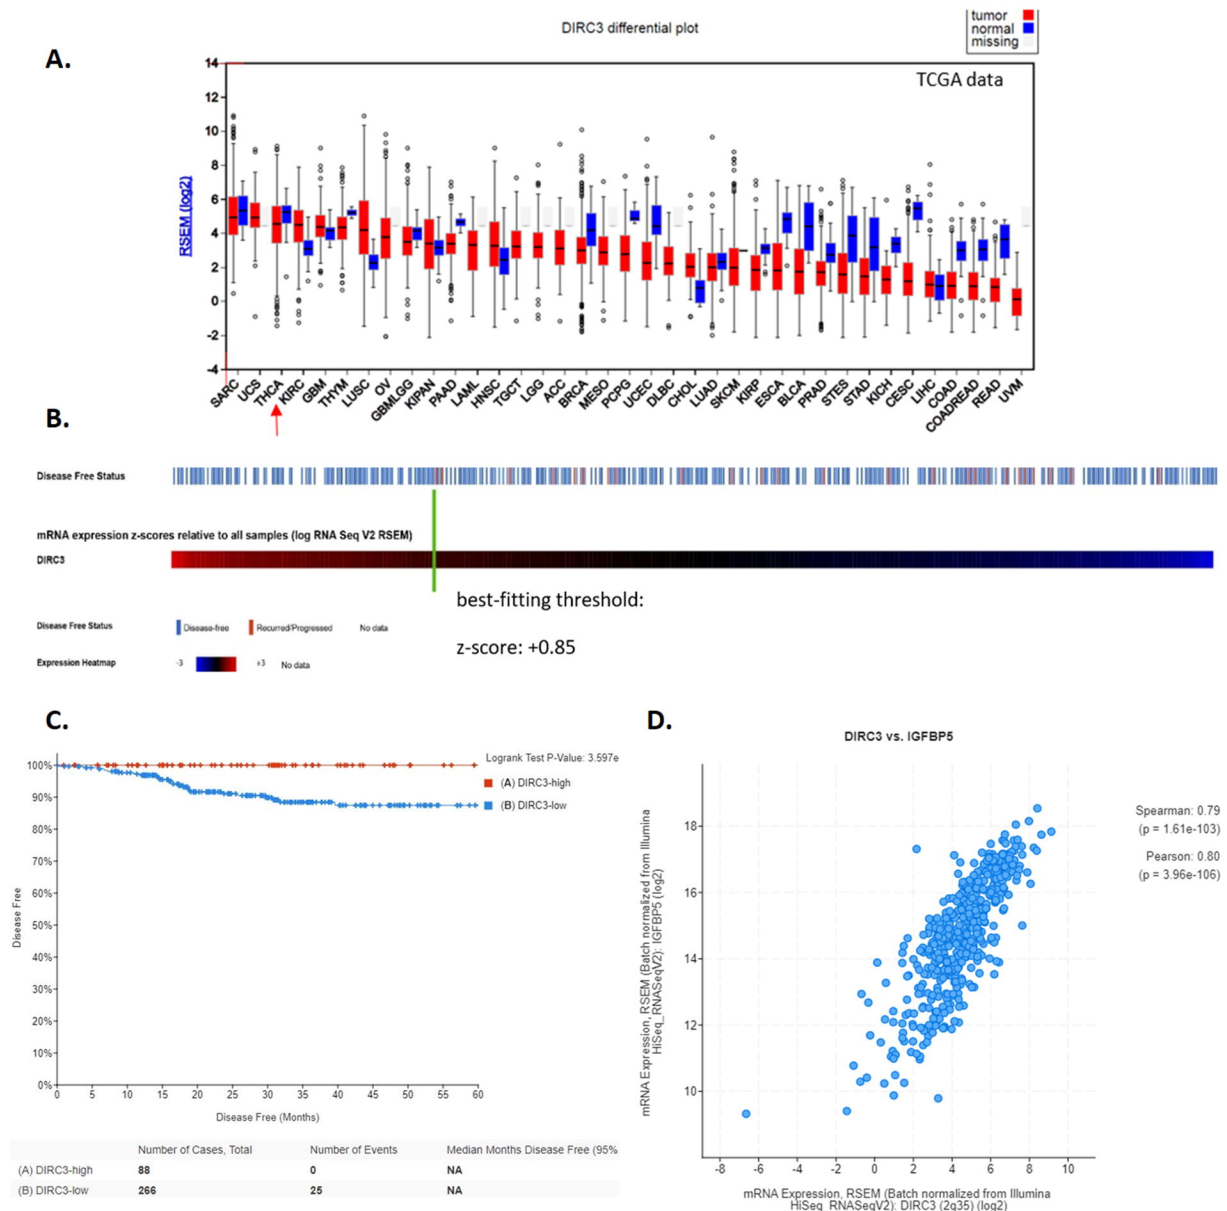 A.
DIRC3 differential plot
tumor
normal
missing
TCGA data
RSEM (log2)
14
12
10
8
6
4
2
0
-2
-4
SARC
UCS
THCA
KIRC
GBM
THYM
LUSC
OV
GBMLGG
KIPAN
PAAD
LAML
HNSC
TGCT
LGG
ACC
BRCA
MESO
PCPG
UCEC
DLBC
CHOL
LUAD
SKCM
KIRP
ESCA
BLCA
PRAD
STES
STAD
KICH
CESC
LIHC
COAD
COADREAD
READ
UVM
B.
Disease Free Status
mRNA expression z-scores relative to all samples (log RNA Seq V2 RSEM)
DIRC3
best-fitting threshold:
z-score: +0.85
Disease Free Status
Disease-free
Recurred/Progressed
No data
Expression Heatmap
-3
+3
No data
C.
Logrank Test P-Value: 3.597e
(A) DIRC3-high
(B) DIRC3-low
Disease Free
100%
90%
80%
70%
60%
50%
40%
30%
20%
10%
0%
0 5 10 15 20 25 30 35 40 45 50 55 60
Disease Free (Months)
Number of Cases, Total Number of Events Median Months Disease Free (95%
(A) DIRC3-high 88 0 NA
(B) DIRC3-low 266 25 NA
D.
DIRC3 vs. IGFBP5
Spearman: 0.79
(p = 1.61e-103)
Pearson: 0.80
(p = 3.96e-106)
mRNA Expression, RSEM (Batch normalized from Illumina
HiSeq_RNASeqV2): IGFBP5 (log2)
18
16
14
12
10
-8 -6 -4 -2 0 2 4 6 8 10
mRNA Expression, RSEM (Batch normalized from Illumina
HiSeq_RNASeqV2): DIRC3 (2q35) (log2)